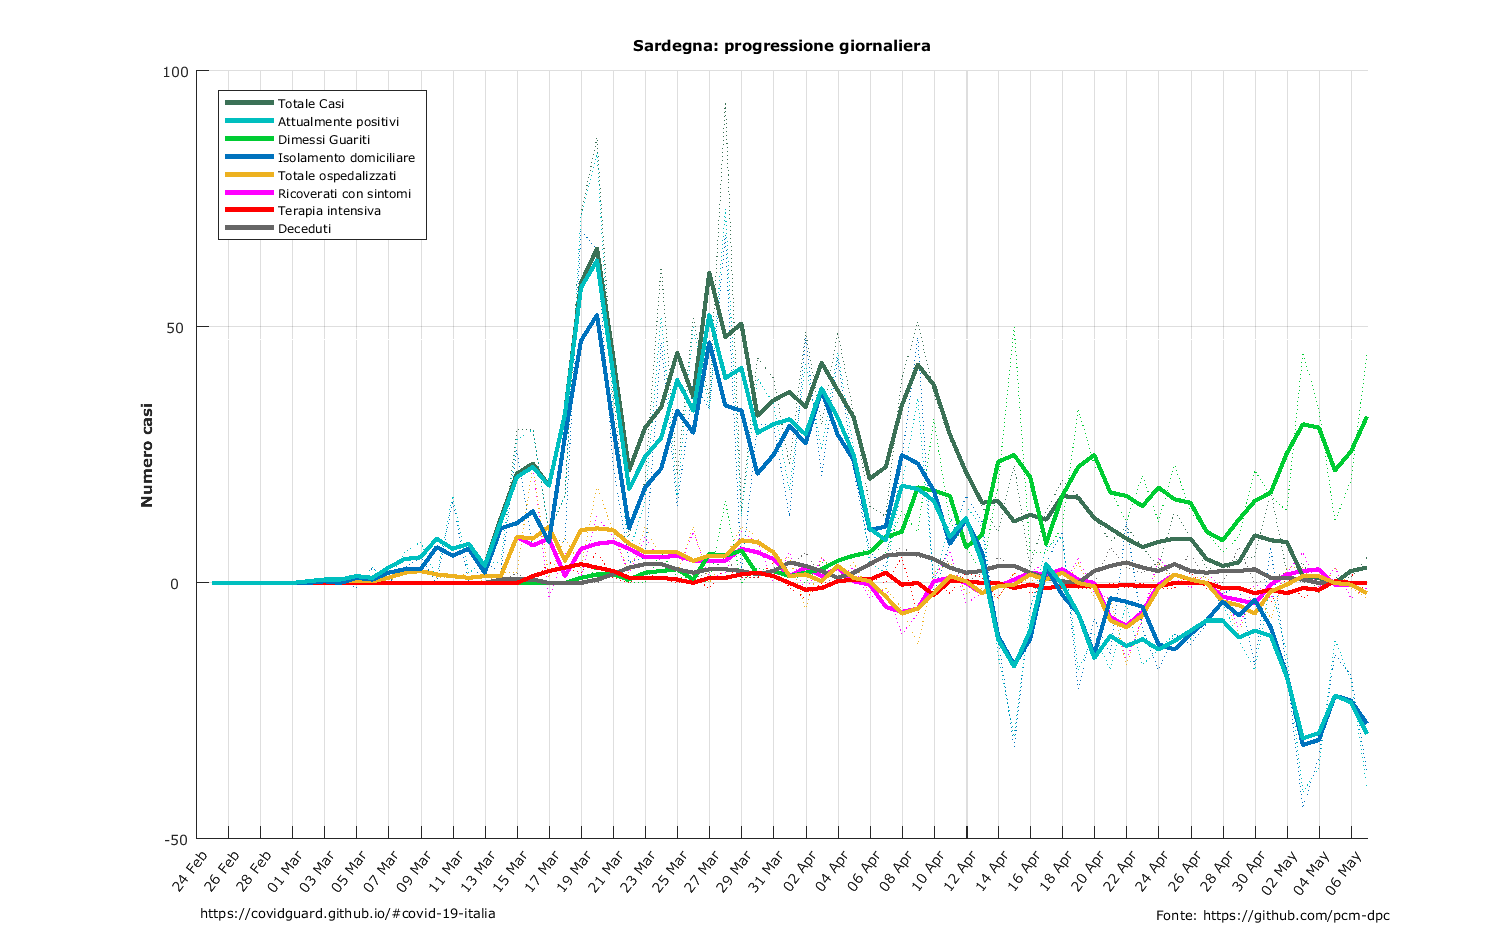 Sardegna: progressione giornaliera
100
50
0
-50
Numero casi
Totale Casi
Attualmente positivi
Dimessi Guariti
Isolamento domiciliare
Totale ospedalizzati
Ricoverati con sintomi
Terapia intensiva
Deceduti
24 Feb
26 Feb
28 Feb
01 Mar
03 Mar
05 Mar
07 Mar
09 Mar
11 Mar
13 Mar
15 Mar
17 Mar
19 Mar
21 Mar
23 Mar
25 Mar
27 Mar
29 Mar
31 Mar
02 Apr
04 Apr
06 Apr
08 Apr
10 Apr
12 Apr
14 Apr
16 Apr
18 Apr
20 Apr
22 Apr
24 Apr
26 Apr
28 Apr
30 Apr
02 May
04 May
06 May
https://covidguard.github.io/#covid-19-italia
Fonte: https://github.com/pcm-dpc